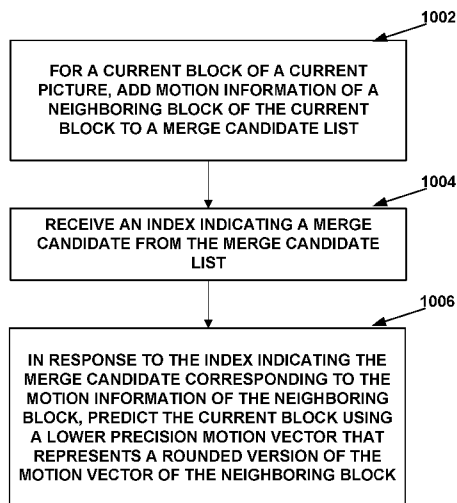 1002
FOR A CURRENT BLOCK OF A CURRENT
PICTURE, ADD MOTION INFORMATION OF A
NEIGHBORING BLOCK OF THE CURRENT
BLOCK TO A MERGE CANDIDATE LIST
1004
RECEIVE AN INDEX INDICATING A MERGE
CANDIDATE FROM THE MERGE CANDIDATE
LIST
1006
IN RESPONSE TO THE INDEX INDICATING THE
MERGE CANDIDATE CORRESPONDING TO THE
MOTION INFORMATION OF THE NEIGHBORING
BLOCK, PREDICT THE CURRENT BLOCK USING
A LOWER PRECISION MOTION VECTOR THAT
REPRESENTS A ROUNDED VERSION OF THE
MOTION VECTOR OF THE NEIGHBORING BLOCK